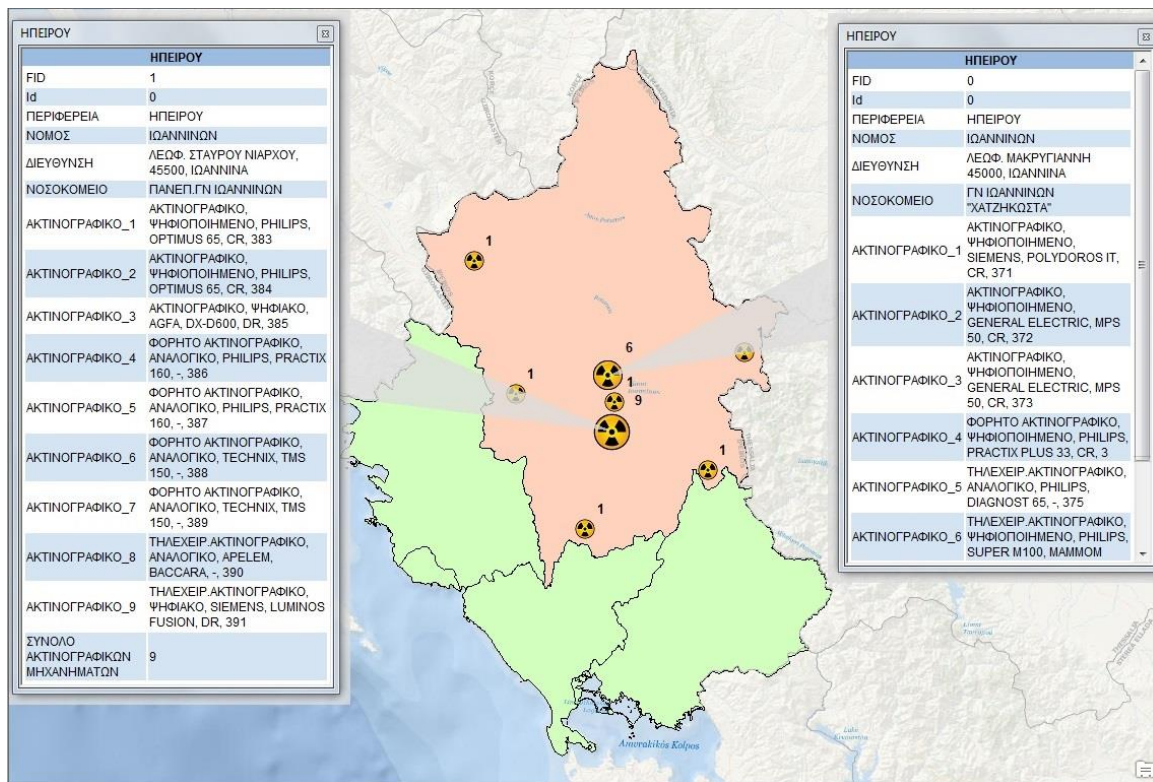 ΗΠΕΙΡΟΥ
ΗΠΕΙΡΟΥ
FID 1
Id 0
ΠΕΡΙΦΕΡΕΙΑ ΗΠΕΙΡΟΥ
ΝΟΜΟΣ ΙΩΑΝΝΙΝΩΝ
ΔΙΕΥΘΥΝΣΗ ΛΕΩΦ. ΣΤΑΥΡΟΥ ΝΙΑΡΧΟΥ,
45500, ΙΩΑΝΝΙΝΑ
ΝΟΣΟΚΟΜΕΙΟ ΠΑΝΕΠ.ΓΝ ΙΩΑΝΝΙΝΩΝ
ΑΚΤΙΝΟΓΡΑΦΙΚΟ_1 ΑΚΤΙΝΟΓΡΑΦΙΚΟ,
ΨΗΦΙΟΠΟΙΗΜΕΝΟ, PHILIPS,
OPTIMUS 65, CR, 383
ΑΚΤΙΝΟΓΡΑΦΙΚΟ_2 ΑΚΤΙΝΟΓΡΑΦΙΚΟ,
ΨΗΦΙΟΠΟΙΗΜΕΝΟ, PHILIPS,
OPTIMUS 65, CR, 384
ΑΚΤΙΝΟΓΡΑΦΙΚΟ_3 ΑΚΤΙΝΟΓΡΑΦΙΚΟ, ΨΗΦΙΑΚΟ,
AGFA, DX-D600, DR, 385
ΑΚΤΙΝΟΓΡΑΦΙΚΟ_4 ΦΟΡΗΤΟ ΑΚΤΙΝΟΓΡΑΦΙΚΟ,
ΑΝΑΛΟΓΙΚΟ, PHILIPS, PRACTIX
160, -, 386
ΑΚΤΙΝΟΓΡΑΦΙΚΟ_5 ΦΟΡΗΤΟ ΑΚΤΙΝΟΓΡΑΦΙΚΟ,
ΑΝΑΛΟΓΙΚΟ, PHILIPS, PRACTIX
160, -, 387
ΑΚΤΙΝΟΓΡΑΦΙΚΟ_6 ΦΟΡΗΤΟ ΑΚΤΙΝΟΓΡΑΦΙΚΟ,
ΑΝΑΛΟΓΙΚΟ, TECHNIX, TMS
150, -, 388
ΑΚΤΙΝΟΓΡΑΦΙΚΟ_7 ΦΟΡΗΤΟ ΑΚΤΙΝΟΓΡΑΦΙΚΟ,
ΑΝΑΛΟΓΙΚΟ, TECHNIX, TMS
150, -, 389
ΑΚΤΙΝΟΓΡΑΦΙΚΟ_8 ΤΗΛΕΧΕΙΡ.ΑΚΤΙΝΟΓΡΑΦΙΚΟ,
ΑΝΑΛΟΓΙΚΟ, APELEM,
BACCARA, -, 390
ΑΚΤΙΝΟΓΡΑΦΙΚΟ_9 ΤΗΛΕΧΕΙΡ.ΑΚΤΙΝΟΓΡΑΦΙΚΟ,
ΨΗΦΙΑΚΟ, SIEMENS, LUMINOS
FUSION, DR, 391
ΣΥΝΟΛΟ
ΑΚΤΙΝΟΓΡΑΦΙΚΩΝ 9
ΜΗΧΑΝΗΜΑΤΩΝ
1
6
1
1
1
9
1
1
Amvrakikós Kolpos
ΗΠΕΙΡΟΥ
ΗΠΕΙΡΟΥ
FID 0
Id 0
ΠΕΡΙΦΕΡΕΙΑ ΗΠΕΙΡΟΥ
ΝΟΜΟΣ ΙΩΑΝΝΙΝΩΝ
ΔΙΕΥΘΥΝΣΗ ΛΕΩΦ. ΜΑΚΡΥΓΙΑΝΝΗ
45000, ΙΩΑΝΝΙΝΑ
ΝΟΣΟΚΟΜΕΙΟ ΓΝ ΙΩΑΝΝΙΝΩΝ
"ΧΑΤΖΗΚΩΣΤΑ"
ΑΚΤΙΝΟΓΡΑΦΙΚΟ_1 ΑΚΤΙΝΟΓΡΑΦΙΚΟ,
ΨΗΦΙΟΠΟΙΗΜΕΝΟ,
SIEMENS, POLYDOROS IT,
CR, 371
ΑΚΤΙΝΟΓΡΑΦΙΚΟ_2 ΑΚΤΙΝΟΓΡΑΦΙΚΟ,
ΨΗΦΙΟΠΟΙΗΜΕΝΟ,
GENERAL ELECTRIC, MPS
50, CR, 372
ΑΚΤΙΝΟΓΡΑΦΙΚΟ_3 ΑΚΤΙΝΟΓΡΑΦΙΚΟ,
ΨΗΦΙΟΠΟΙΗΜΕΝΟ,
GENERAL ELECTRIC, MPS
50, CR, 373
ΑΚΤΙΝΟΓΡΑΦΙΚΟ_4 ΦΟΡΗΤΟ ΑΚΤΙΝΟΓΡΑΦΙΚΟ,
ΨΗΦΙΟΠΟΙΗΜΕΝΟ, PHILIPS,
PRACTIX PLUS 33, CR, 3
ΑΚΤΙΝΟΓΡΑΦΙΚΟ_5 ΤΗΛΕΧΕΙΡ.ΑΚΤΙΝΟΓΡΑΦΙΚΟ,
ΑΝΑΛΟΓΙΚΟ, PHILIPS,
DIAGNOST 65, -, 375
ΑΚΤΙΝΟΓΡΑΦΙΚΟ_6 ΤΗΛΕΧΕΙΡ.ΑΚΤΙΝΟΓΡΑΦΙΚΟ,
ΨΗΦΙΟΠΟΙΗΜΕΝΟ, PHILIPS,
SUPER M100, MAMMOM